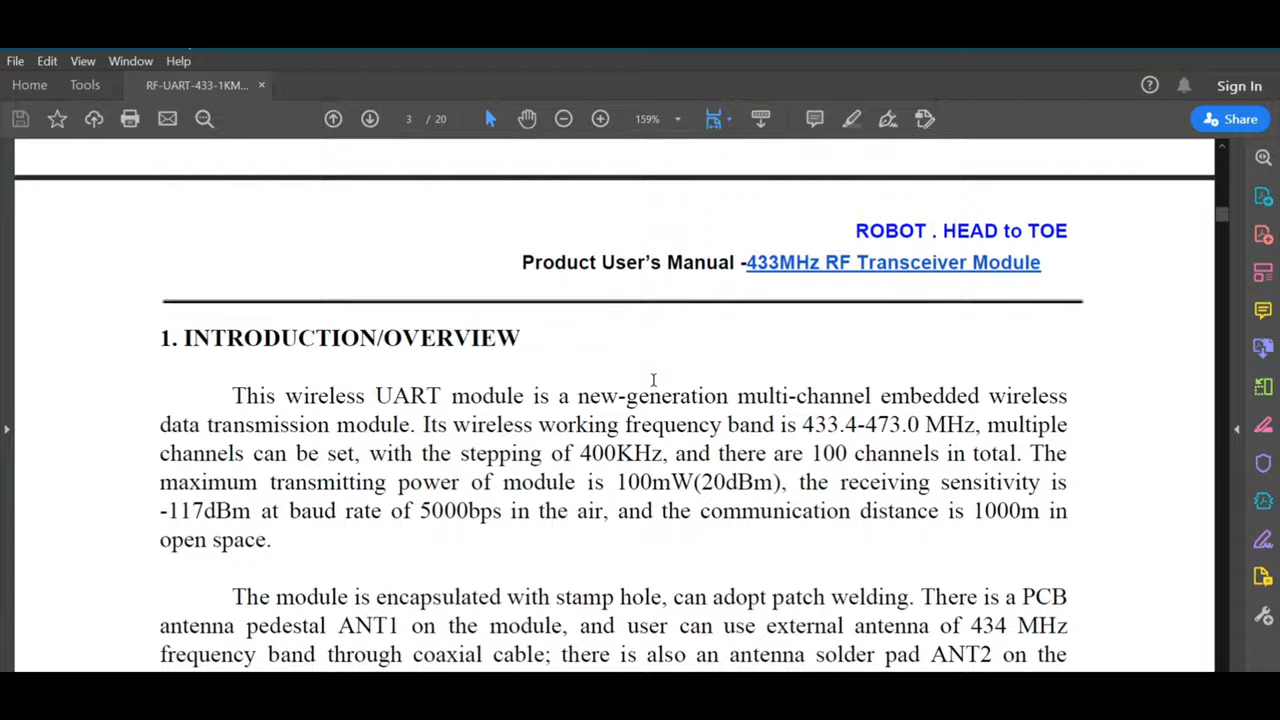 File Edit View Window Help
Home Tools RF-UART-433-1KM... ×
Sign In
3 / 20 159% Share
ROBOT . HEAD to TOE
Product User’s Manual -433MHz RF Transceiver Module
1. INTRODUCTION/OVERVIEW
This wireless UART module is a new-generation multi-channel embedded wireless
data transmission module. Its wireless working frequency band is 433.4-473.0 MHz, multiple
channels can be set, with the stepping of 400KHz, and there are 100 channels in total. The
maximum transmitting power of module is 100mW(20dBm), the receiving sensitivity is
-117dBm at baud rate of 5000bps in the air, and the communication distance is 1000m in
open space.
The module is encapsulated with stamp hole, can adopt patch welding. There is a PCB
antenna pedestal ANT1 on the module, and user can use external antenna of 434 MHz
frequency band through coaxial cable; there is also an antenna solder pad ANT2 on the